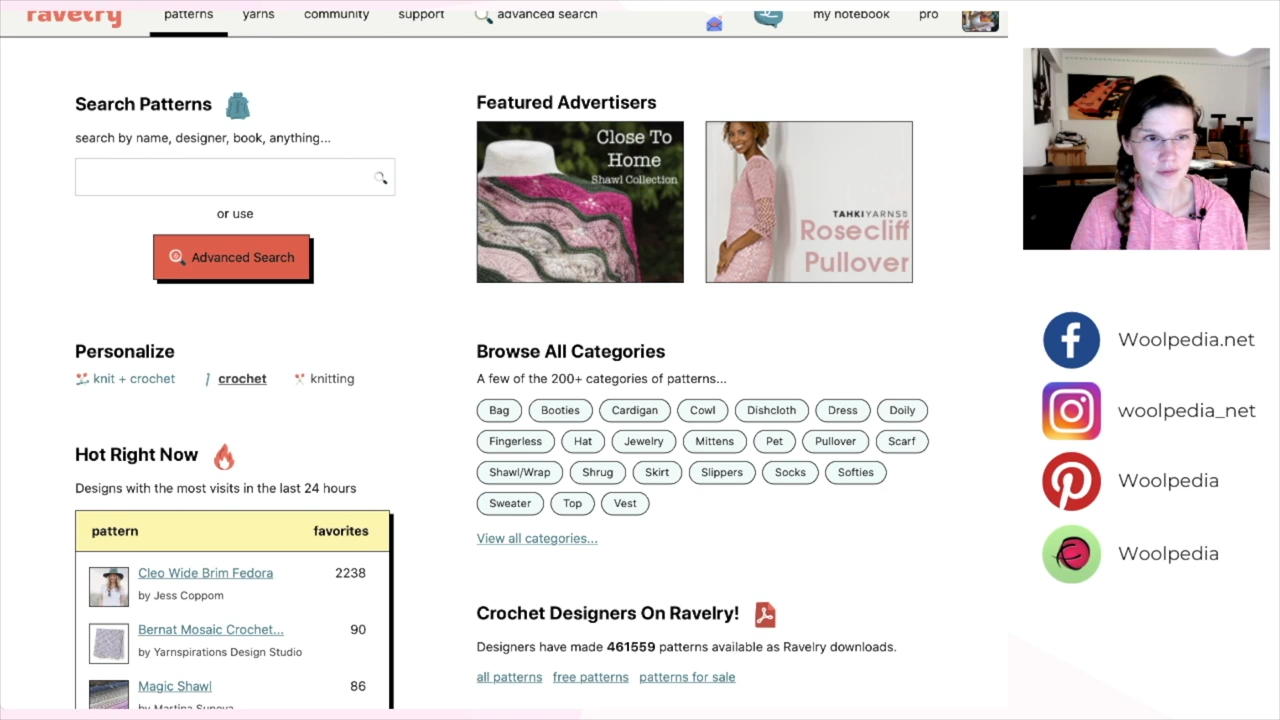 ravelry
patterns yarns community support advanced search my notebook pro
Search Patterns
search by name, designer, book, anything...
or use
Advanced Search
Featured Advertisers
Close To
Home
Shawl Collection
TAHKIYARNS
Rosecliff
Pullover
Personalize
knit + crochet crochet knitting
Browse All Categories
A few of the 200+ categories of patterns...
Bag Booties Cardigan Cowl Dishcloth Dress Doily
Fingerless Hat Jewelry Mittens Pet Pullover Scarf
Shawl/Wrap Shrug Skirt Slippers Socks Softies
Sweater Top Vest
View all categories...
Hot Right Now
Designs with the most visits in the last 24 hours
pattern favorites
Cleo Wide Brim Fedora 2238
by Jess Coppom
Bernat Mosaic Crochet... 90
by Yarnspirations Design Studio
Magic Shawl 86
by Martina
Crochet Designers On Ravelry!
Designers have made 461559 patterns available as Ravelry downloads.
all patterns free patterns patterns for sale
Woolpedia.net
woolpedia_net
Woolpedia
Woolpedia